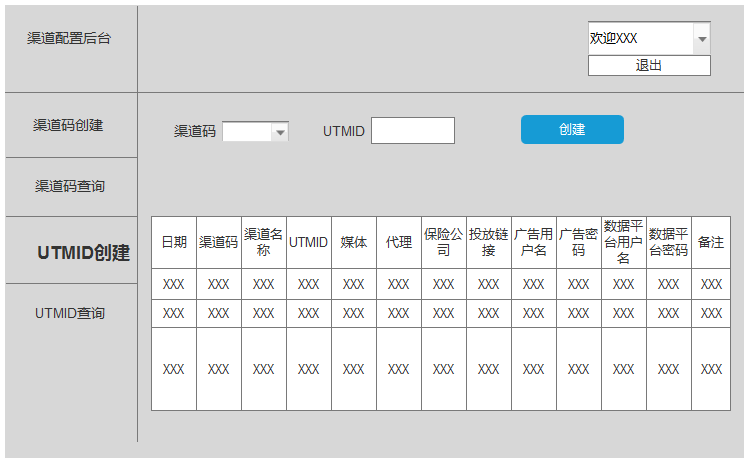 渠道配置后台
欢迎XXX
退出
渠道码创建
渠道码 UTMID 创建
渠道码查询
UTMID创建
UTMID查询
日期 渠道码 渠道名称 UTMID 媒体 代理 保险公司 投放链接 广告用户名 广告密码 数据平台用户名 数据平台密码 备注
XXX XXX XXX XXX XXX XXX XXX XXX XXX XXX XXX XXX XXX
XXX XXX XXX XXX XXX XXX XXX XXX XXX XXX XXX XXX XXX
XXX XXX XXX XXX XXX XXX XXX XXX XXX XXX XXX XXX XXX